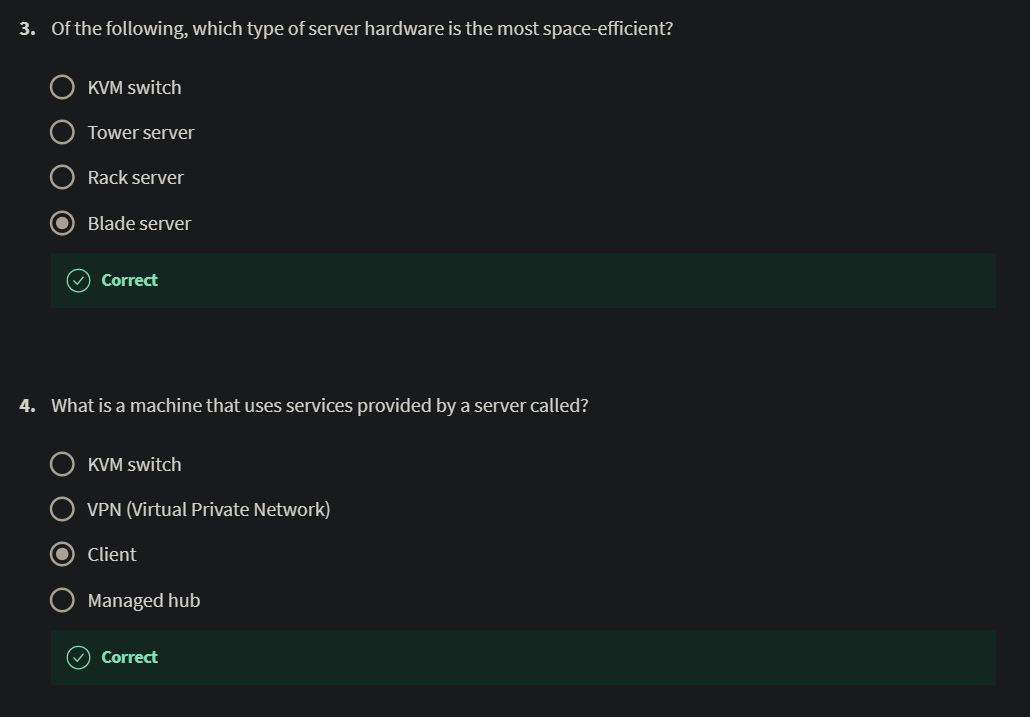 3. Of the following, which type of server hardware is the most space-efficient?
KVM switch
Tower server
Rack server
Blade server
Correct
4. What is a machine that uses services provided by a server called?
KVM switch
VPN (Virtual Private Network)
Client
Managed hub
Correct